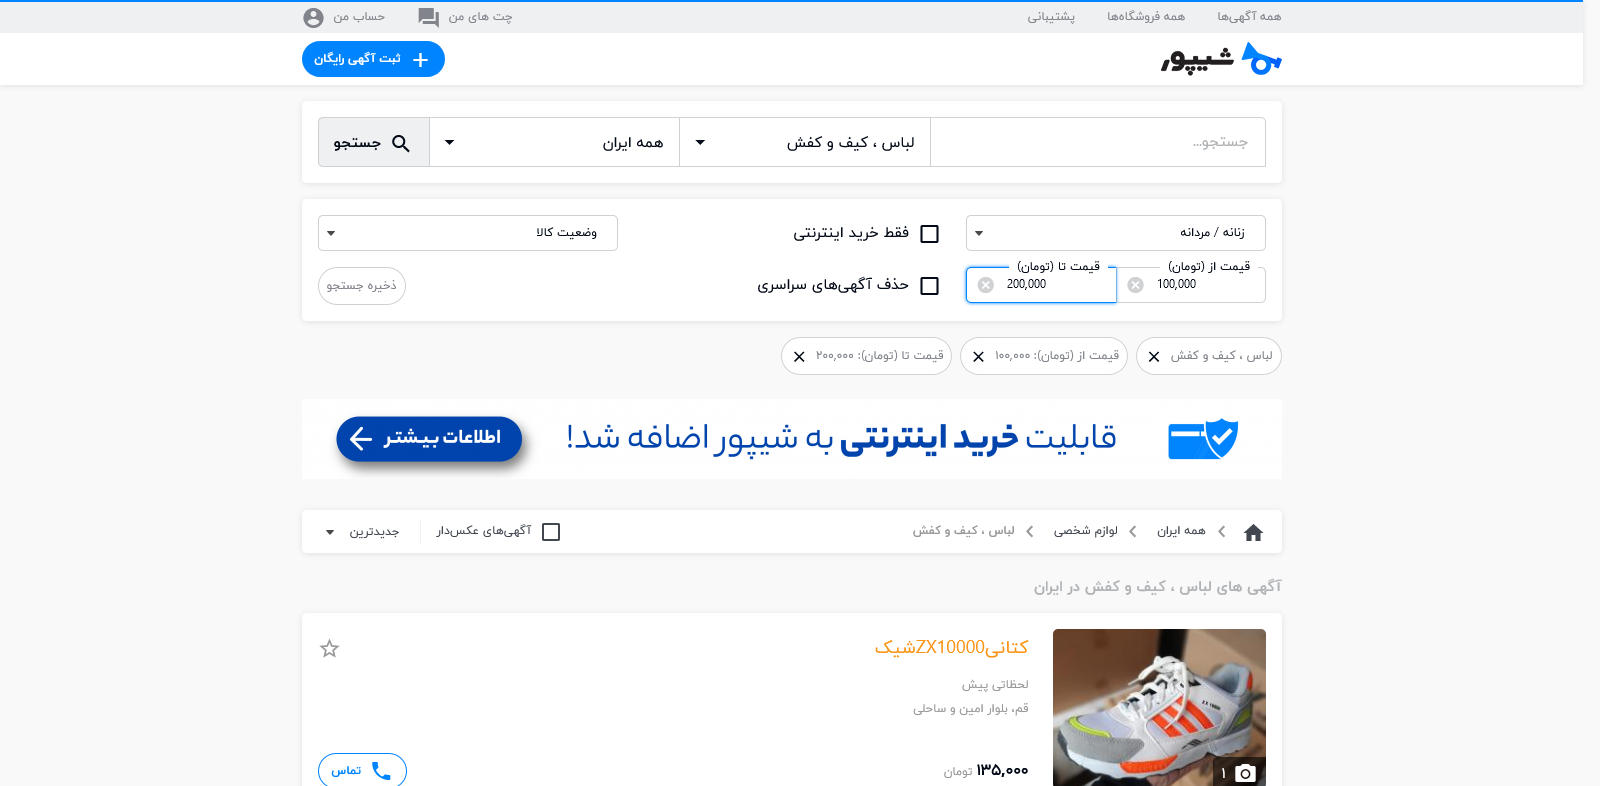 همه آگهی‌ها همه فروشگاه‌ها پشتیبانی چت های من حساب من
شیپور ثبت آگهی رایگان
جستجو... لباس ، کیف و کفش همه ایران جستجو
زنانه / مردانه فقط خرید اینترنتی وضعیت کالا
قیمت از (تومان) قیمت تا (تومان)
100,000 200,000 حذف آگهی‌های سراسری ذخیره جستجو
لباس ، کیف و کفش قیمت از (تومان): ۱۰۰,۰۰۰ قیمت تا (تومان): ۲۰۰,۰۰۰
قابلیت خرید اینترنتی به شیپور اضافه شد! اطلاعات بیشتر
همه ایران لوازم شخصی لباس ، کیف و کفش آگهی‌های عکس‌دار جدیدترین
آگهی های لباس ، کیف و کفش در ایران
کتانیZX10000شیک
لحظاتی پیش
قم، بلوار امین و ساحلی
۱۳۵,۰۰۰ تومان
تماس
ZX 10000
۱